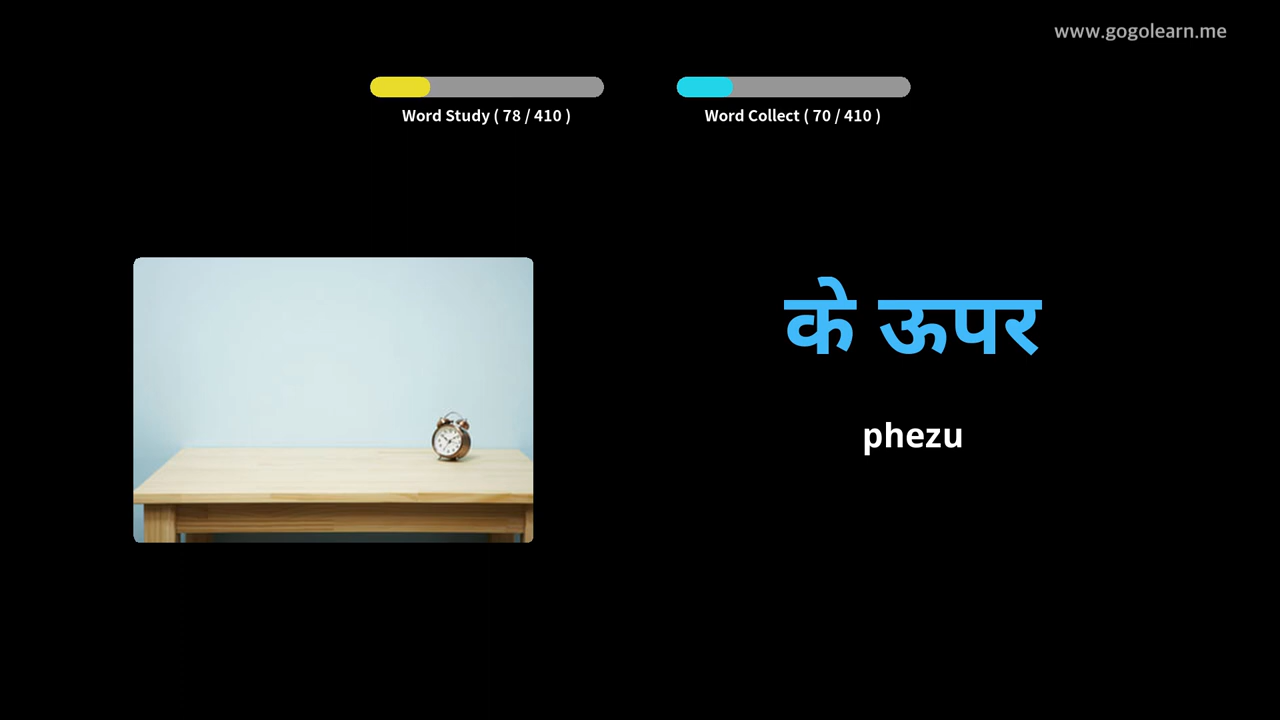 www.gogolearn.me
Word Study ( 78 / 410 )
Word Collect ( 70 / 410 )
के ऊपर
phezu